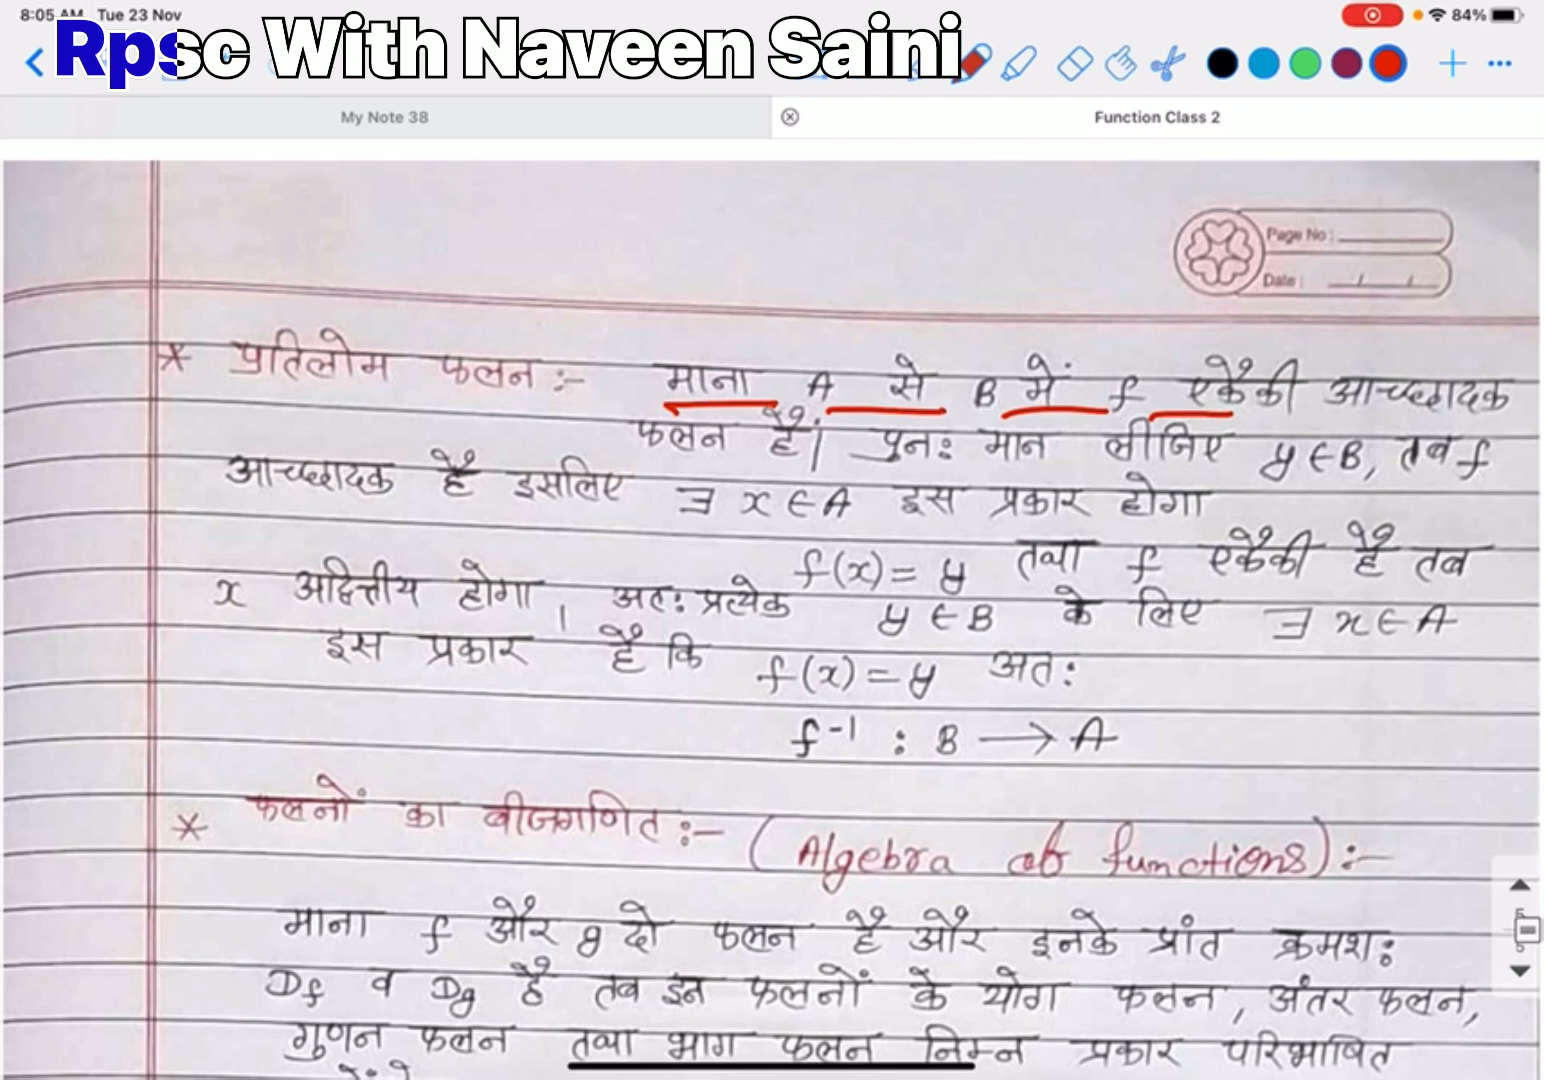 8:05 AM Tue 23 Nov
84%
Rpsc With Naveen Saini
My Note 38
Function Class 2
Page No :
Date :
* प्रतिलोम फलन :- माना A से B में f एकैकी आच्छादक
फलन है। पुनः मान लीजिए y ∈ B, तब f
आच्छादक है इसलिए ∃ x ∈ A इस प्रकार होगा
f(x) = y तथा f एकैकी है तब
x अद्वितीय होगा। अतः प्रत्येक y ∈ B के लिए ∃ x ∈ A
इस प्रकार है कि f(x) = y अतः
f⁻¹ : B → A
* फलनों का बीजगणित :- (Algebra of functions) :-
माना f और g दो फलन है और इनके प्रांत क्रमशः
Df व Dg है तब इन फलनों के योग फलन, अंतर फलन,
गुणन फलन तथा भाग फलन निम्न प्रकार परिभाषित